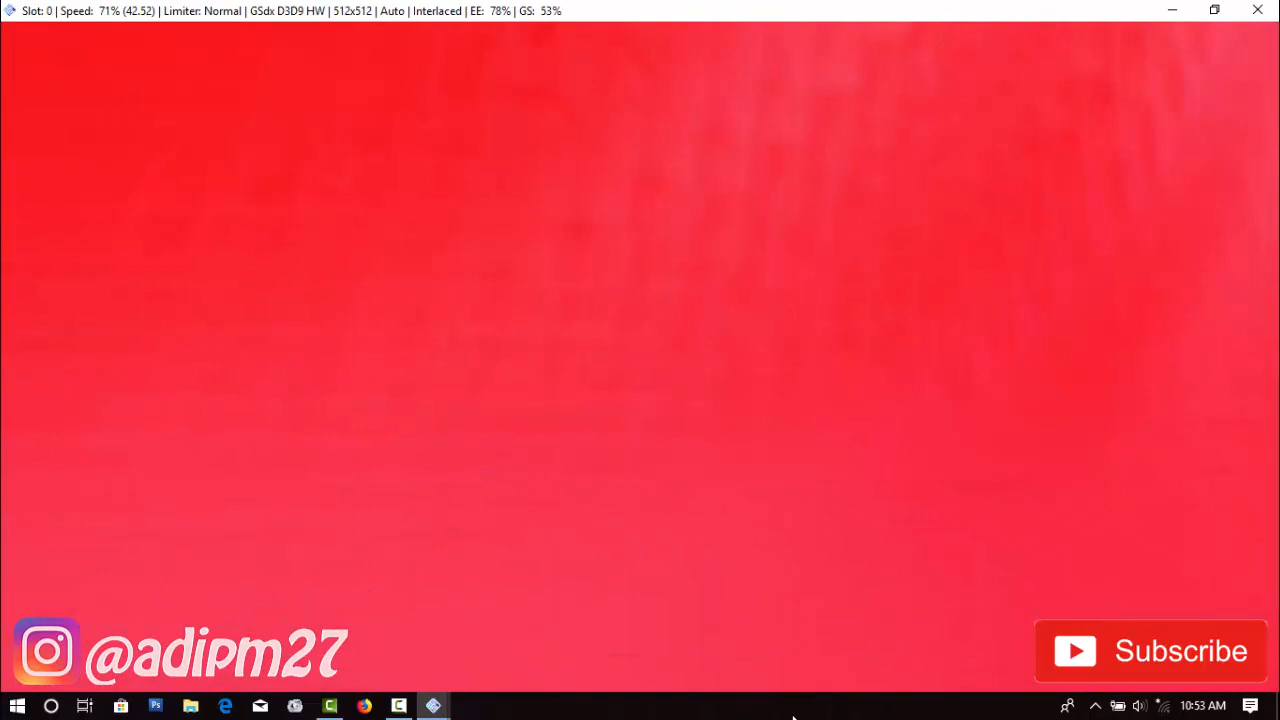 Slot: 0 | Speed: 71% (42.52) | Limiter: Normal | GSdx D3D9 HW | 512x512 | Auto | Interlaced | EE: 78% | GS: 53%
@adipm27
Subscribe
Ps
10:53 AM